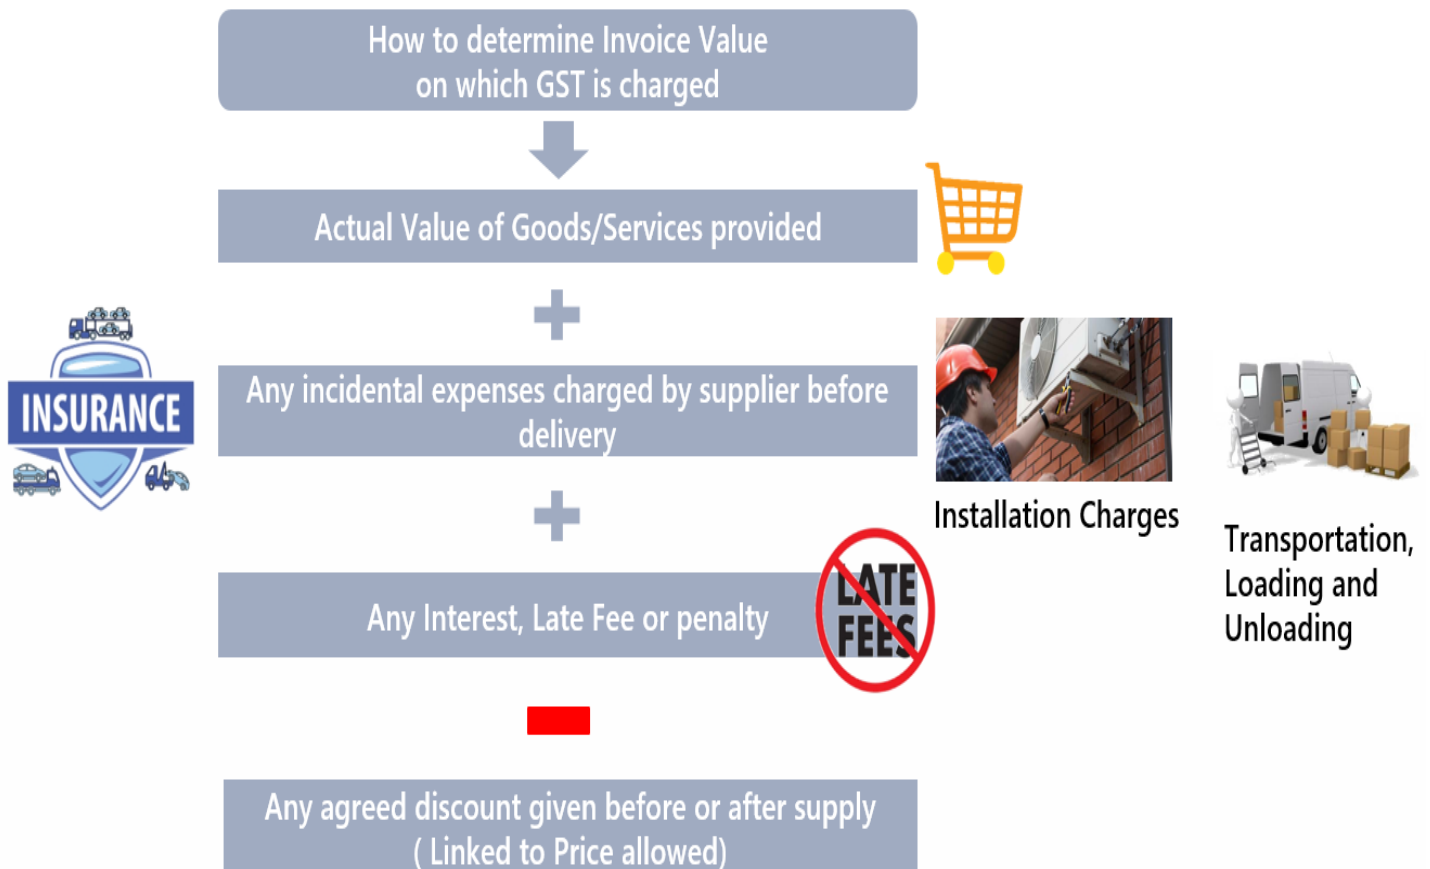 How to determine Invoice Value
on which GST is charged
Actual Value of Goods/Services provided
INSURANCE
Any incidental expenses charged by supplier before
delivery
Installation Charges
Transportation,
Loading and
Unloading
Any Interest, Late Fee or penalty
LATE
FEES
Any agreed discount given before or after supply
( Linked to Price allowed)